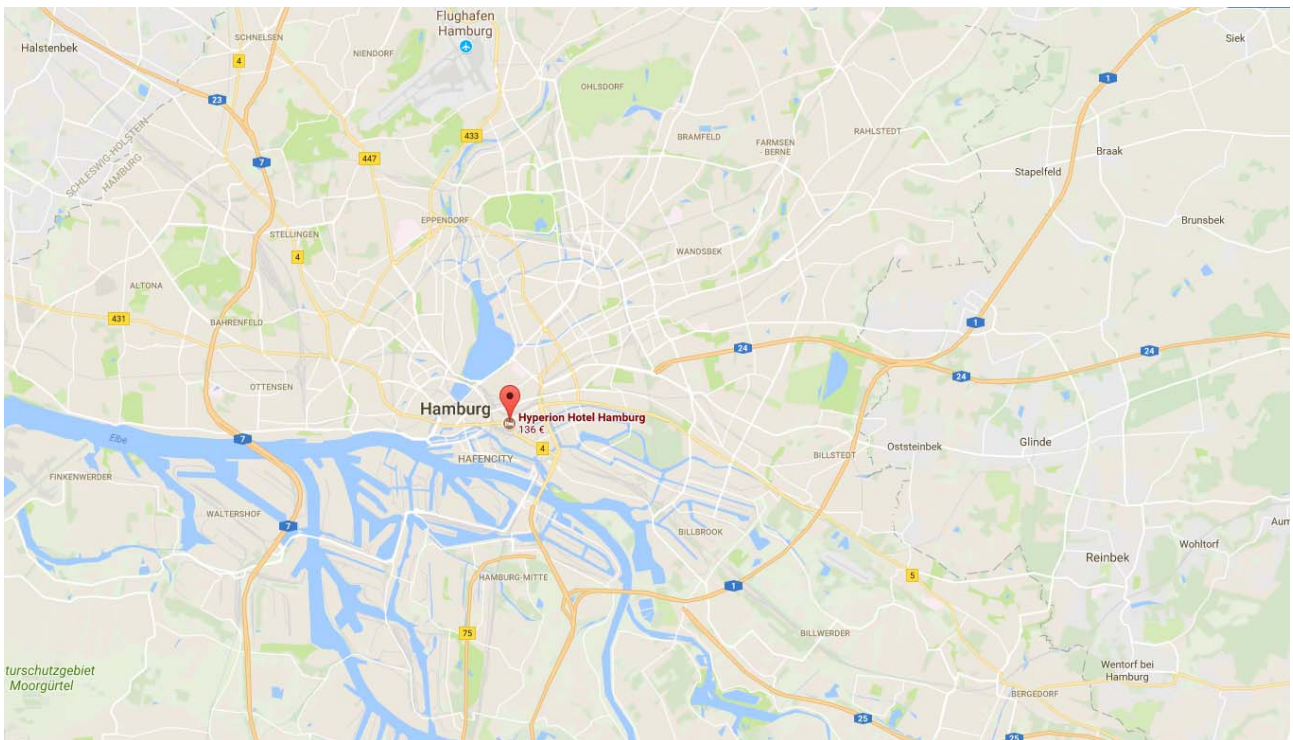 Flughafen
Hamburg
Halstenbek
SCHNELSEN
NIENDORF
Siek
4
OHLSDORF
1
23
433
BRAMFELD
FARMSEN
- BERNE
RAHLSTEDT
Braak
447
7
SCHLESWIG-HOLSTEIN
HAMBURG
Stapelfeld
EPPENDORF
Brunsbek
STELLINGEN
4
WANDSBEK
ALTONA
431
BAHRENFELD
1
24
24
24
OTTENSEN
Hamburg
Hyperion Hotel Hamburg
136 €
Elbe
7
4
HAFENCITY
BILLSTEDT
Oststeinbek
Glinde
FINKENWERDER
WALTERSHOF
7
BILLBROOK
Aum
Wohltorf
Reinbek
HAMBURG-MITTE
1
5
75
BILLWERDER
turschutzgebiet
Moorgürtel
Wentorf bei
Hamburg
BERGEDORF
25
25